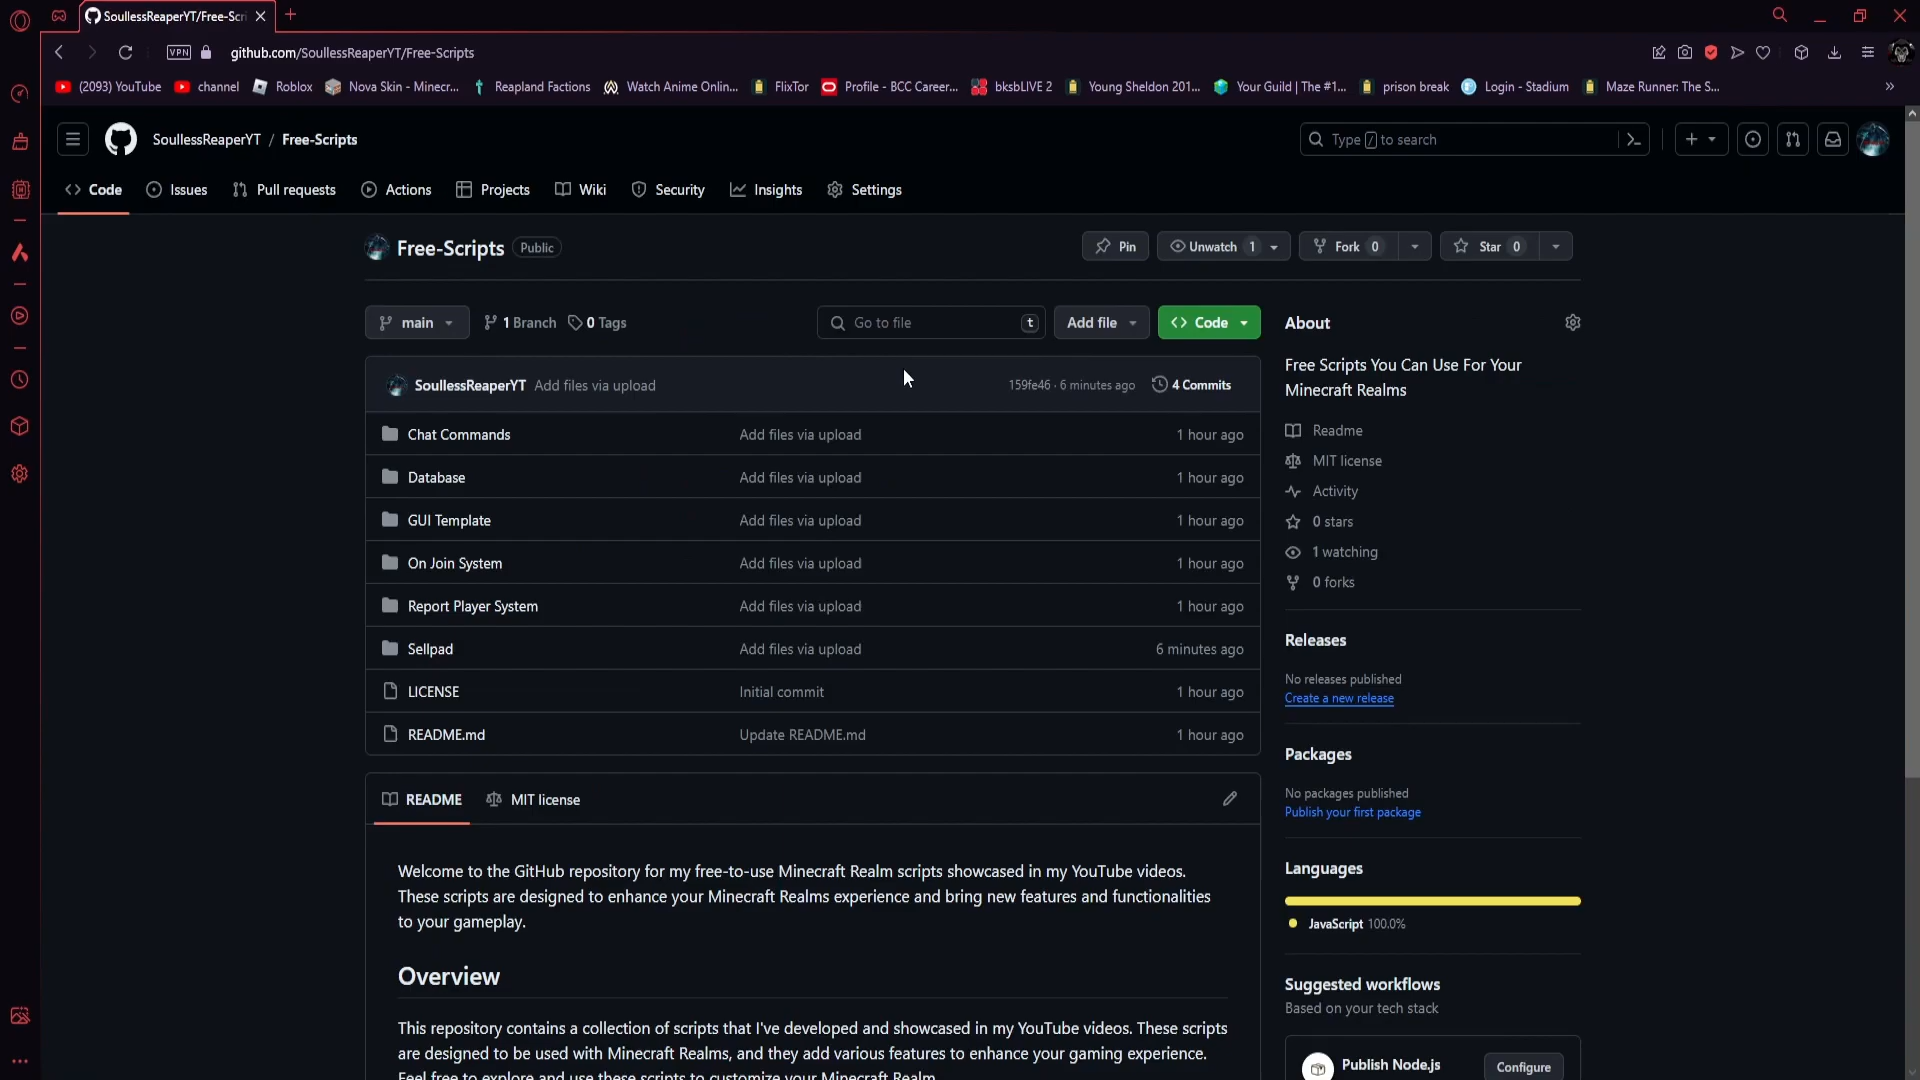 SoullessReaperYT/Free-Scri
VPN
github.com/SoullessReaperYT/Free-Scripts
(2093) YouTube
channel
Roblox
Nova Skin - Minecr...
Reapland Factions
Watch Anime Onlin...
FlixTor
Profile - BCC Career...
bksbLIVE 2
Young Sheldon 201...
Your Guild | The #1...
prison break
Login - Stadium
Maze Runner: The S...
SoullessReaperYT / Free-Scripts
Type / to search
Code
Issues
Pull requests
Actions
Projects
Wiki
Security
Insights
Settings
Free-Scripts
Public
Pin
Unwatch 1
Fork 0
Star 0
main
1 Branch
0 Tags
Go to file
t
Add file
Code
SoullessReaperYT Add files via upload
159fe46 · 6 minutes ago
4 Commits
Chat Commands Add files via upload 1 hour ago
Database Add files via upload 1 hour ago
GUI Template Add files via upload 1 hour ago
On Join System Add files via upload 1 hour ago
Report Player System Add files via upload 1 hour ago
Sellpad Add files via upload 6 minutes ago
LICENSE Initial commit 1 hour ago
README.md Update README.md 1 hour ago
README
MIT license
Welcome to the GitHub repository for my free-to-use Minecraft Realm scripts showcased in my YouTube videos.
These scripts are designed to enhance your Minecraft Realms experience and bring new features and functionalities
to your gameplay.
Overview
This repository contains a collection of scripts that I've developed and showcased in my YouTube videos. These scripts
are designed to be used with Minecraft Realms, and they add various features to enhance your gaming experience.
Feel free to explore and use these scripts to customize your Minecraft Realm.
About
Free Scripts You Can Use For Your
Minecraft Realms
Readme
MIT license
Activity
0 stars
1 watching
0 forks
Releases
No releases published
Create a new release
Packages
No packages published
Publish your first package
Languages
JavaScript 100.0%
Suggested workflows
Based on your tech stack
Publish Node.js
Configure